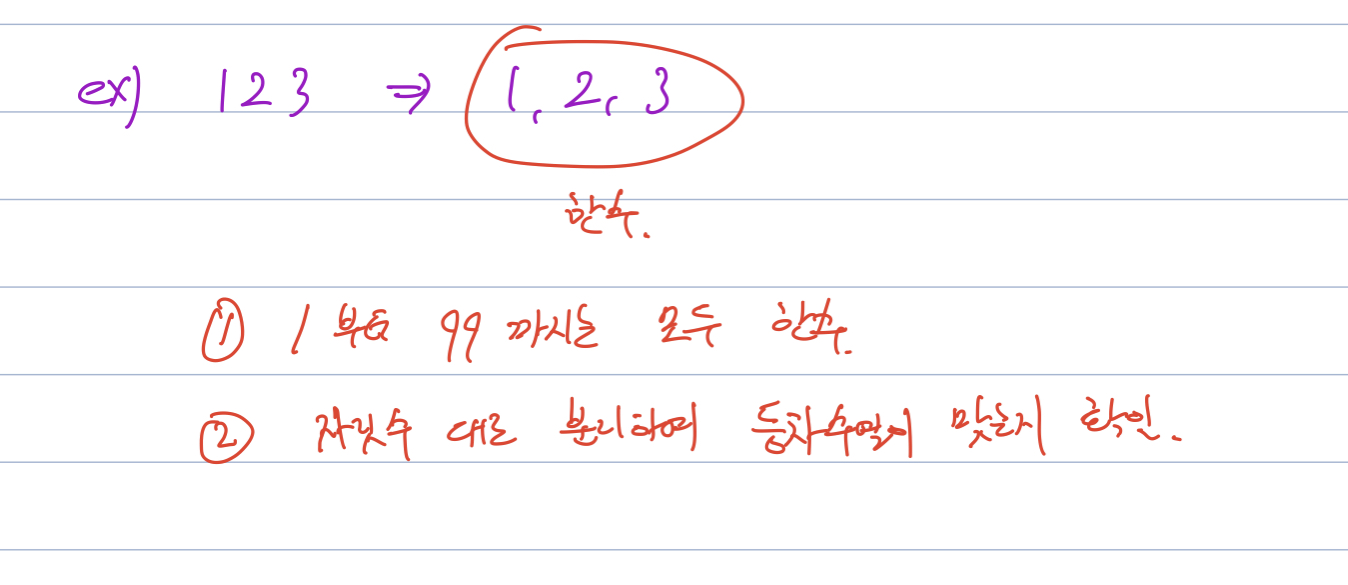 ex) 123 ⇒ 1, 2, 3
한수.
① 1부터 99 까지는 모두 한수.
② 자릿수 대로 분리하여 등차수열이 맞는지 확인.